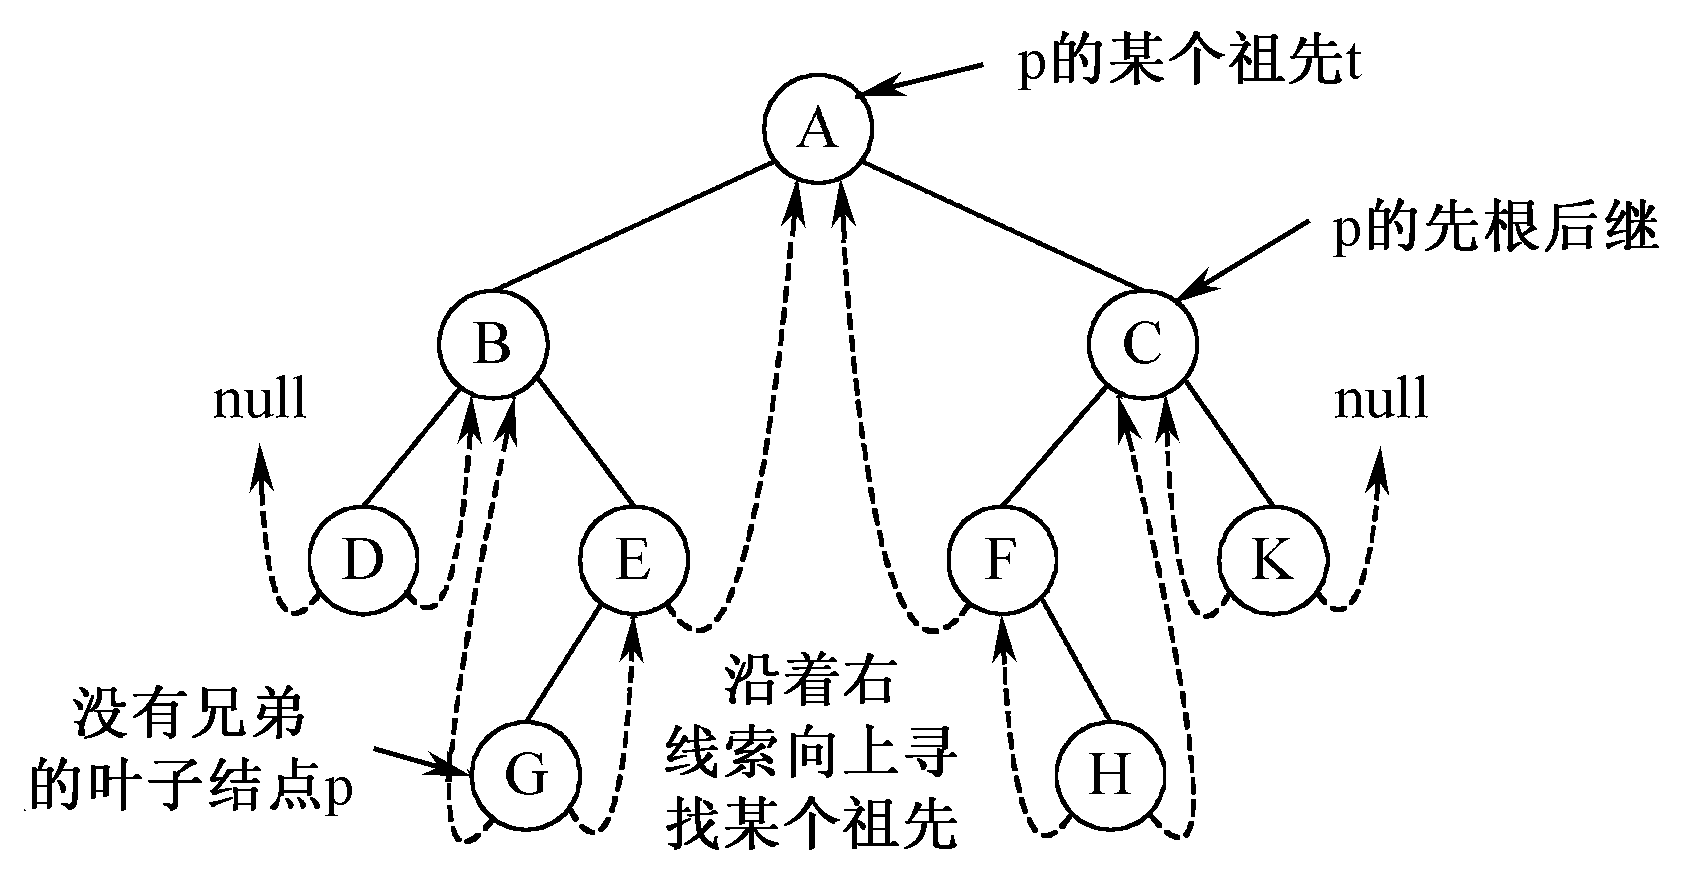 p的某个祖先t
A
p的先根后继
B
C
null
null
D
E
F
K
沿着右
线索向上寻
找某个祖先
没有兄弟
的叶子结点p
G
H